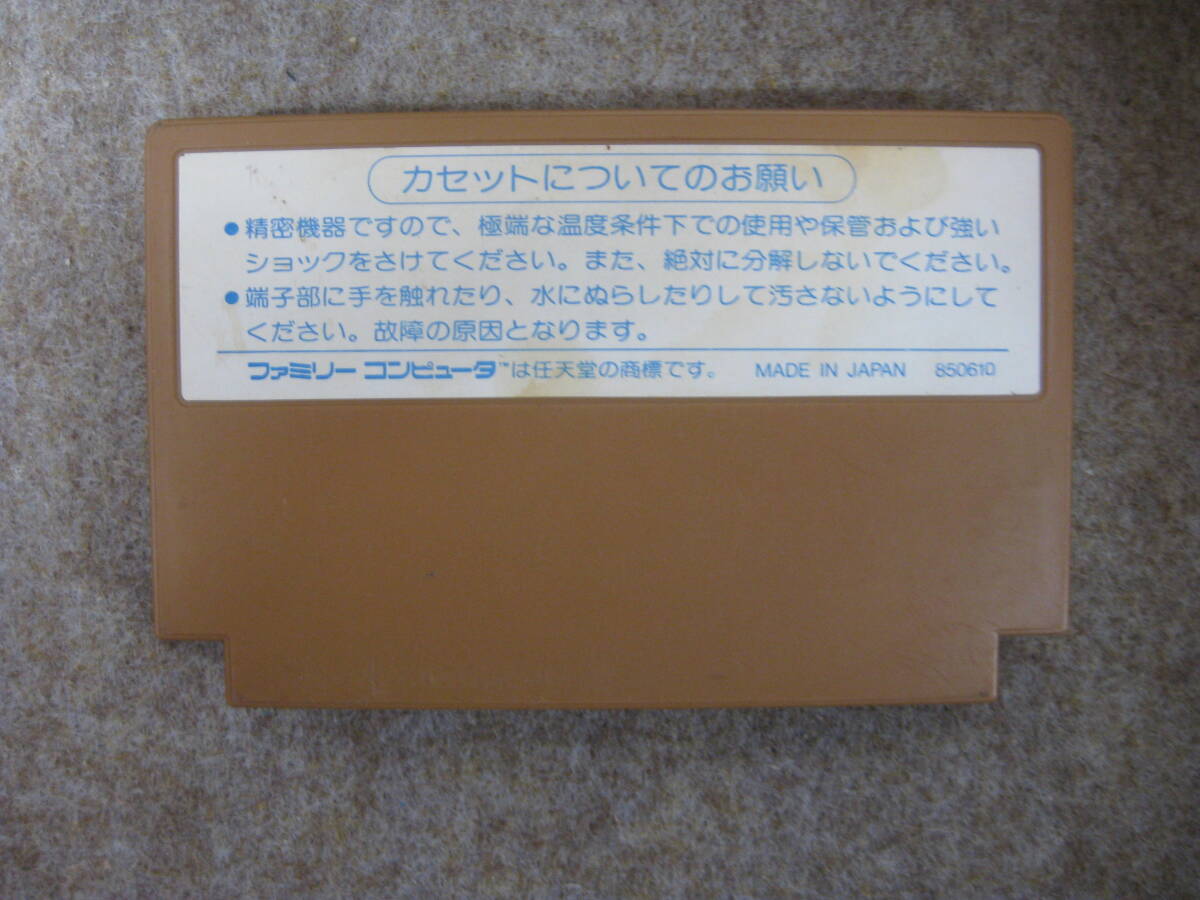 カセットについてのお願い
●精密機器ですので、極端な温度条件下での使用や保管および強い
ショックをさけてください。また、絶対に分解しないでください。
●端子部に手を触れたり、水にぬらしたりして汚さないようにして
ください。故障の原因となります。
ファミリー コンピュータ™は任天堂の商標です。 MADE IN JAPAN 850610